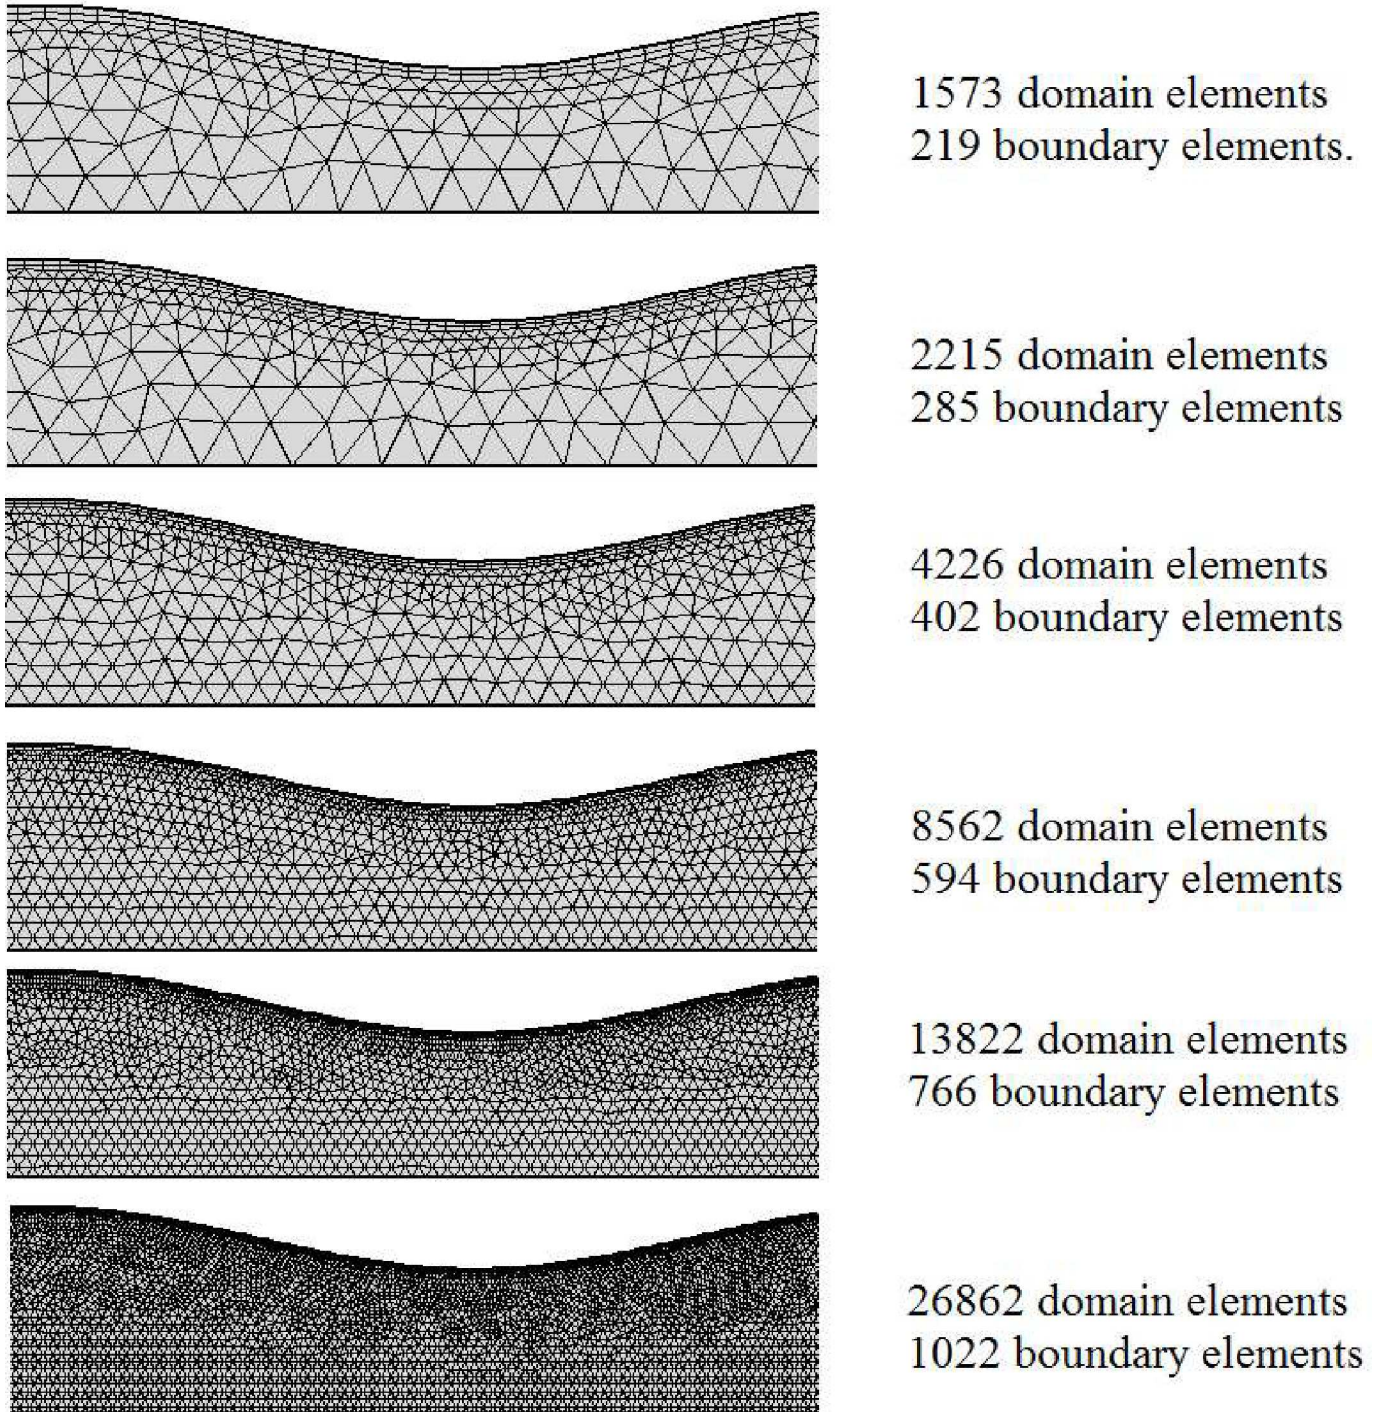 1573 domain elements
219 boundary elements.
2215 domain elements
285 boundary elements
4226 domain elements
402 boundary elements
8562 domain elements
594 boundary elements
13822 domain elements
766 boundary elements
26862 domain elements
1022 boundary elements